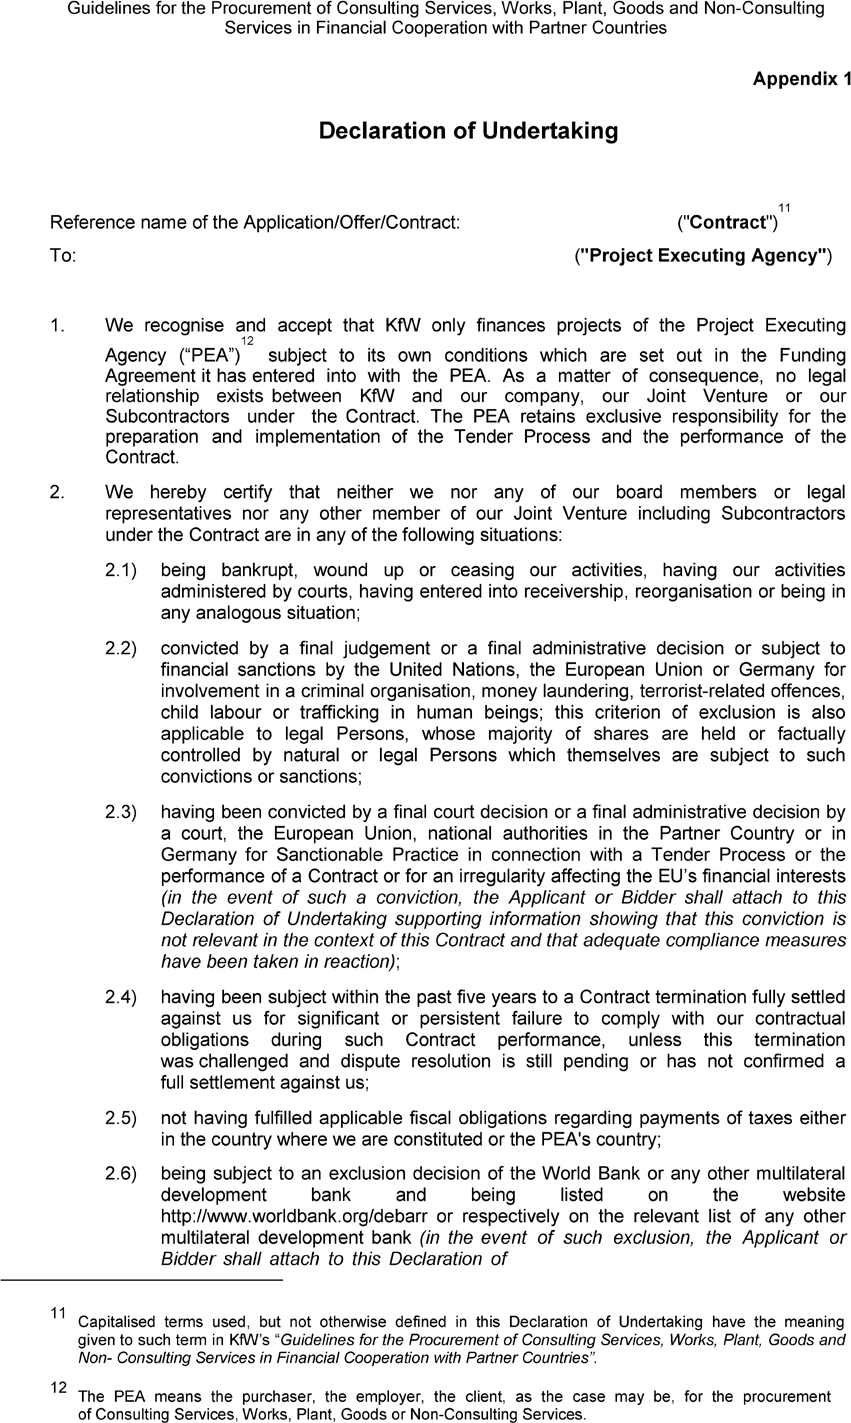 Guidelines for the Procurement of Consulting Services, Works, Plant, Goods and Non-Consulting
Services in Financial Cooperation with Partner Countries
Appendix 1
Declaration of Undertaking
Reference name of the Application/Offer/Contract: ("Contract")11
To: ("Project Executing Agency")
1. We recognise and accept that KfW only finances projects of the Project Executing
Agency (“PEA”)12 subject to its own conditions which are set out in the Funding
Agreement it has entered into with the PEA. As a matter of consequence, no legal
relationship exists between KfW and our company, our Joint Venture or our
Subcontractors under the Contract. The PEA retains exclusive responsibility for the
preparation and implementation of the Tender Process and the performance of the
Contract.
2. We hereby certify that neither we nor any of our board members or legal
representatives nor any other member of our Joint Venture including Subcontractors
under the Contract are in any of the following situations:
2.1) being bankrupt, wound up or ceasing our activities, having our activities
administered by courts, having entered into receivership, reorganisation or being in
any analogous situation;
2.2) convicted by a final judgement or a final administrative decision or subject to
financial sanctions by the United Nations, the European Union or Germany for
involvement in a criminal organisation, money laundering, terrorist-related offences,
child labour or trafficking in human beings; this criterion of exclusion is also
applicable to legal Persons, whose majority of shares are held or factually
controlled by natural or legal Persons which themselves are subject to such
convictions or sanctions;
2.3) having been convicted by a final court decision or a final administrative decision by
a court, the European Union, national authorities in the Partner Country or in
Germany for Sanctionable Practice in connection with a Tender Process or the
performance of a Contract or for an irregularity affecting the EU’s financial interests
(in the event of such a conviction, the Applicant or Bidder shall attach to this
Declaration of Undertaking supporting information showing that this conviction is
not relevant in the context of this Contract and that adequate compliance measures
have been taken in reaction);
2.4) having been subject within the past five years to a Contract termination fully settled
against us for significant or persistent failure to comply with our contractual
obligations during such Contract performance, unless this termination
was challenged and dispute resolution is still pending or has not confirmed a
full settlement against us;
2.5) not having fulfilled applicable fiscal obligations regarding payments of taxes either
in the country where we are constituted or the PEA's country;
2.6) being subject to an exclusion decision of the World Bank or any other multilateral
development bank and being listed on the website
http://www.worldbank.org/debarr or respectively on the relevant list of any other
multilateral development bank (in the event of such exclusion, the Applicant or
Bidder shall attach to this Declaration of
11 Capitalised terms used, but not otherwise defined in this Declaration of Undertaking have the meaning
given to such term in KfW’s “Guidelines for the Procurement of Consulting Services, Works, Plant, Goods and
Non- Consulting Services in Financial Cooperation with Partner Countries”.
12 The PEA means the purchaser, the employer, the client, as the case may be, for the procurement
of Consulting Services, Works, Plant, Goods or Non-Consulting Services.